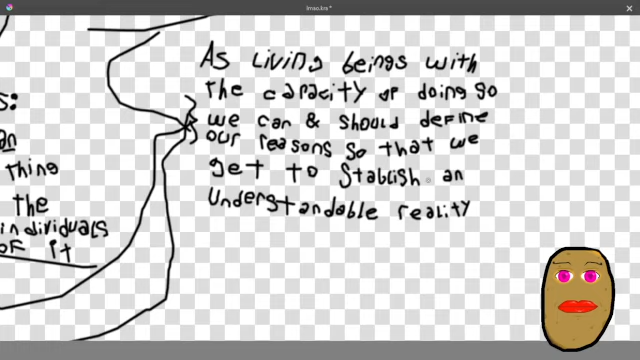 lmao.kra *
As living beings with
s:
the capacity of doing so
we can & should define
an
our reasons so that we
thing
get to stablish an
the
understandable reality
individuals
of it